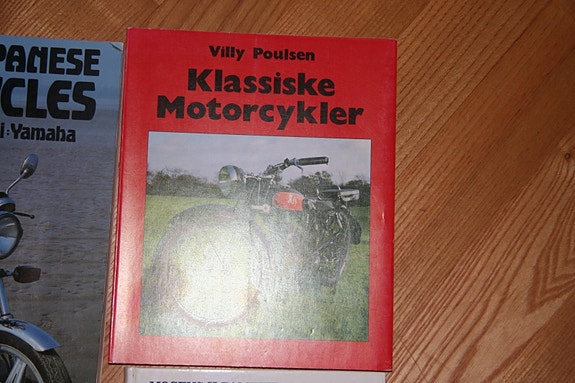 PANESE
CLES
i:Yamaha
Villy Poulsen
Klassiske
Motorcykler